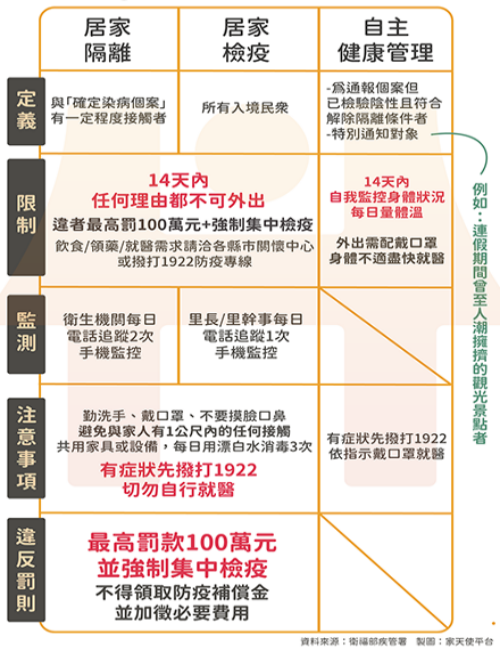 居家
隔離
居家
檢疫
自主
健康管理
定義
與「確定染病個案」
有一定程度接觸者
所有入境民衆
-爲通報個案但
已檢驗陰性且符合
解除隔離條件者
-特別通知對象
例如：連假期間曾至人潮擁擠的觀光景點者
限制
14天內
任何理由都不可外出
違者最高罰100萬元+強制集中檢疫
飲食/領藥/就醫需求請洽各縣市關懷中心
或撥打1922防疫專線
14天內
自我監控身體狀況
每日量體溫
外出需配戴口罩
身體不適盡快就醫
監測
衛生機關每日
電話追蹤2次
手機監控
里長/里幹事每日
電話追蹤1次
手機監控
注意事項
勤洗手、戴口罩、不要摸臉口鼻
避免與家人有1公尺內的任何接觸
共用家具或設備，每日用漂白水消毒3次
有症狀先撥打1922
切勿自行就醫
有症狀先撥打1922
依指示戴口罩就醫
違反罰則
最高罰款100萬元
並強制集中檢疫
不得領取防疫補償金
並加徵必要費用
資料來源：衛福部疾管署 製圖：家天使平台